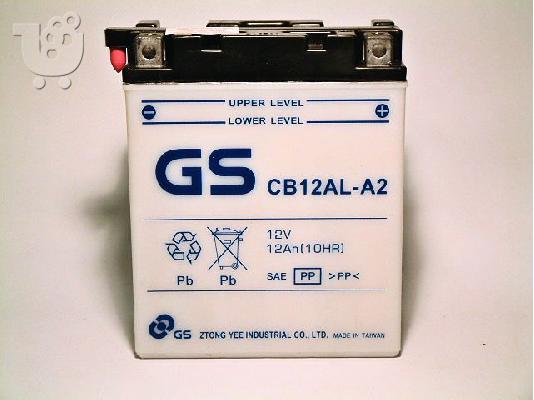 UPPER LEVEL
LOWER LEVEL
GS CB12AL-A2
12V
12Ah(10HR)
Pb Pb SAE PP >PP<
GS ZTONG YEE INDUSTRIAL CO., LTD. MADE IN TAIWAN